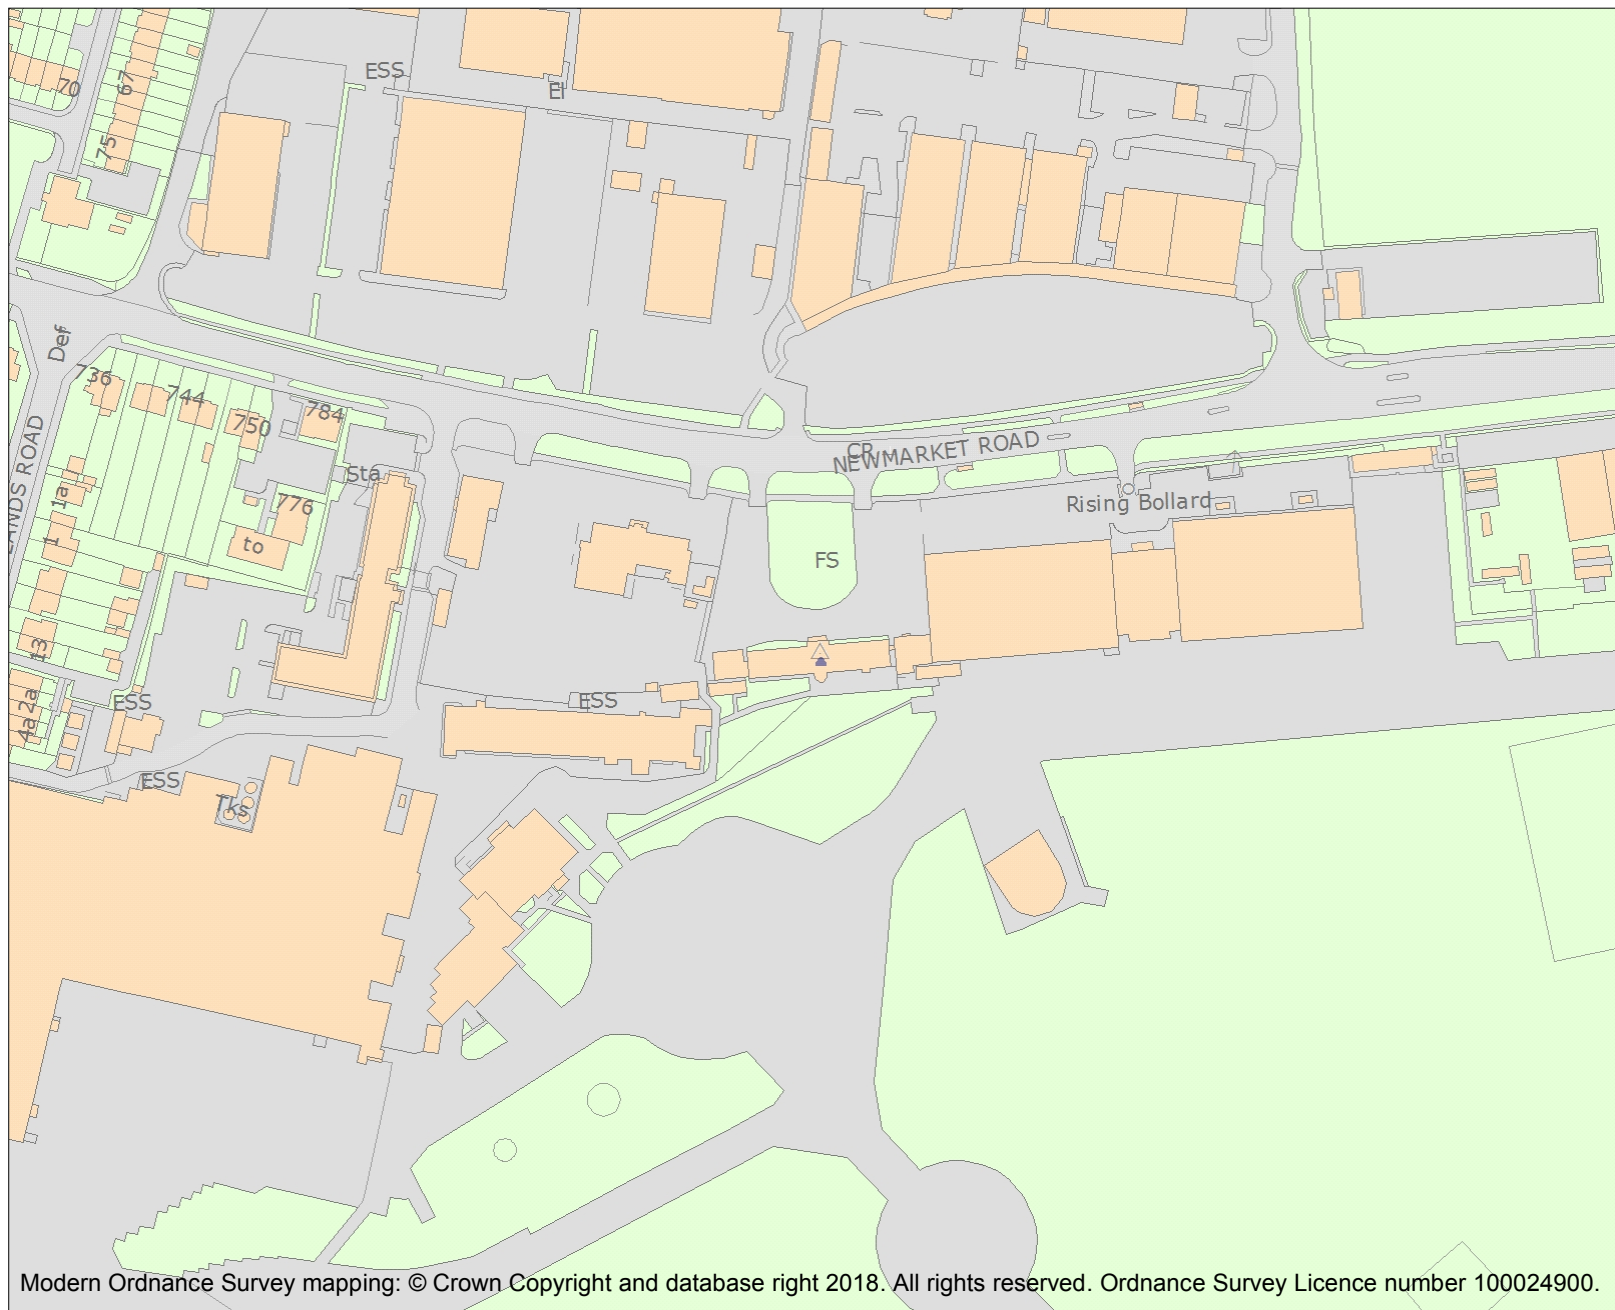 ESS
70
67
El
75
Def
736
744
784
750
LANDS ROAD
CR
NEWMARKET ROAD
Sta
1a
776
Rising Bollard
1
to
FS
13
ESS
ESS
4a 2a
ESS
Tks
Modern Ordnance Survey mapping: © Crown Copyright and database right 2018. All rights reserved. Ordnance Survey Licence number 100024900.